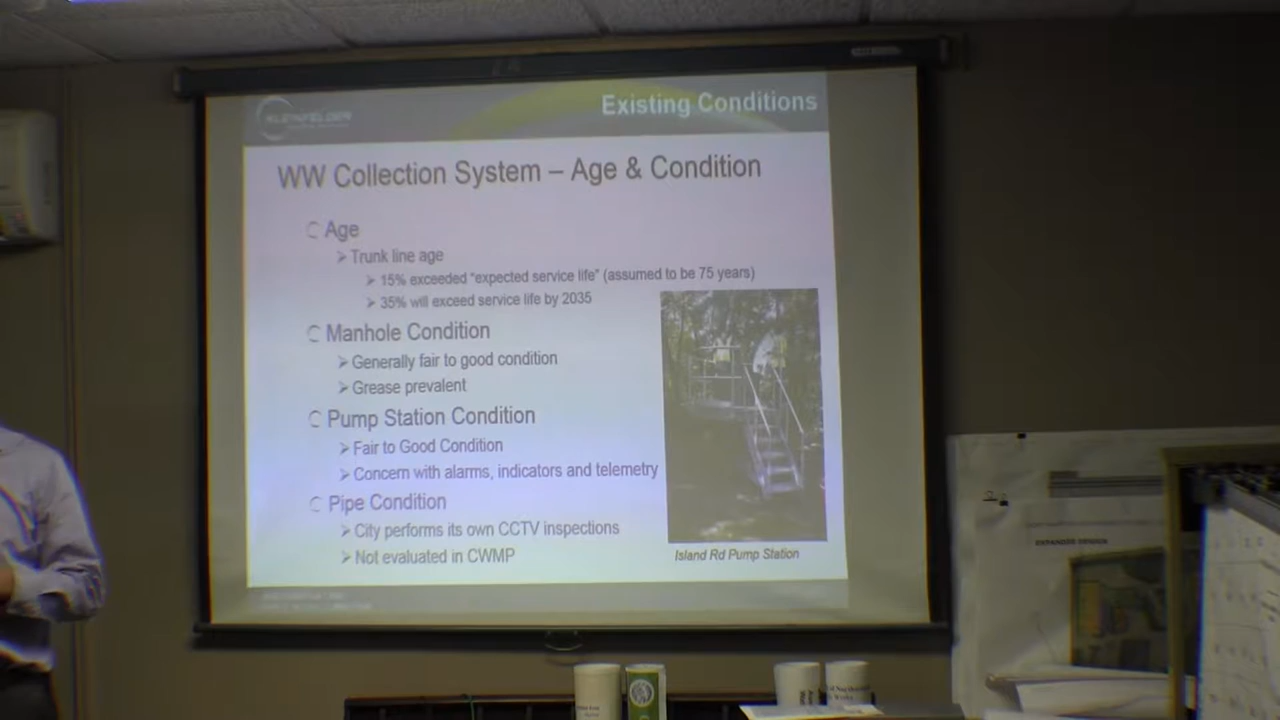 KLEINFELDER
Existing Conditions
WW Collection System – Age & Condition
Age
Trunk line age
15% exceeded "expected service life" (assumed to be 75 years)
35% will exceed service life by 2035
Manhole Condition
Generally fair to good condition
Grease prevalent
Pump Station Condition
Fair to Good Condition
Concern with alarms, indicators and telemetry
Pipe Condition
City performs its own CCTV inspections
Not evaluated in CWMP
Island Rd Pump Station
EXPANDED DESIGN